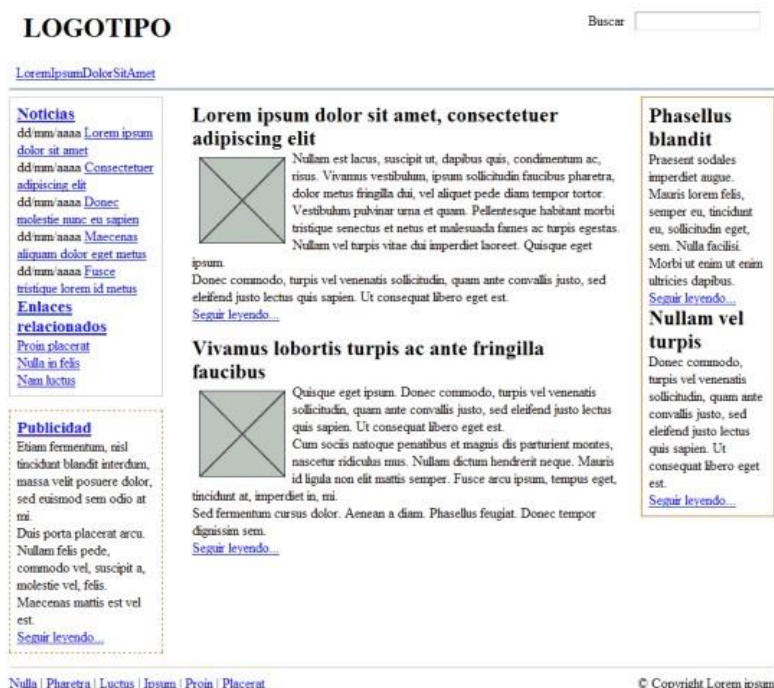 LOGOTIPO
Buscar
LoremIpsumDolorSitAmet
Noticias
dd/mm/aaaa Lorem ipsum
dolor sit amet
dd/mm/aaaa Consectetuer
adipiscing elit
dd/mm/aaaa Donec
molestie nunc eu sapien
dd/mm/aaaa Maecenas
aliquam dolor eget metus
dd/mm/aaaa Fusce
tristique lorem id metus
Enlaces
relacionados
Proin placerat
Nulla in felis
Nam luctus
Publicidad
Etiam fermentum, nisl
tincidunt blandit interdum,
massa velit posuere dolor,
sed euismod sem odio at
mi.
Duis porta placerat arcu.
Nullam felis pede,
commodo vel, suscipit a,
molestie vel, felis.
Maecenas mattis est vel
est.
Seguir leyendo...
Lorem ipsum dolor sit amet, consectetuer
adipiscing elit
Nullam est lacus, suscipit ut, dapibus quis, condimentum ac,
risus. Vivamus vestibulum, ipsum sollicitudin faucibus pharetra,
dolor metus fringilla dui, vel aliquet pede diam tempor tortor.
Vestibulum pulvinar urna et quam. Pellentesque habitant morbi
tristique senectus et netus et malesuada fames ac turpis egestas.
Nullam vel turpis vitae dui imperdiet laoreet. Quisque eget
ipsum.
Donec commodo, turpis vel venenatis sollicitudin, quam ante convallis justo, sed
eleifend justo lectus quis sapien. Ut consequat libero eget est.
Seguir leyendo...
Vivamus lobortis turpis ac ante fringilla
faucibus
Quisque eget ipsum. Donec commodo, turpis vel venenatis
sollicitudin, quam ante convallis justo, sed eleifend justo lectus
quis sapien. Ut consequat libero eget est.
Cum sociis natoque penatibus et magnis dis parturient montes,
nascetur ridiculus mus. Nullam dictum hendrerit neque. Mauris
id ligula non elit mattis semper. Fusce arcu ipsum, tempus eget,
tincidunt at, imperdiet in, mi.
Sed fermentum cursus dolor. Aenean a diam. Phasellus feugiat. Donec tempor
dignissim sem.
Seguir leyendo...
Phasellus
blandit
Praesent sodales
imperdiet augue.
Mauris lorem felis,
semper eu, tincidunt
eu, sollicitudin eget,
sem. Nulla facilisi.
Morbi ut enim ut enim
ultricies dapibus.
Seguir leyendo...
Nullam vel
turpis
Donec commodo,
turpis vel venenatis
sollicitudin, quam ante
convallis justo, sed
eleifend justo lectus
quis sapien. Ut
consequat libero eget
est.
Seguir leyendo...
Nulla | Pharetra | Luctus | Ipsum | Proin | Placerat
© Copyright Lorem ipsum